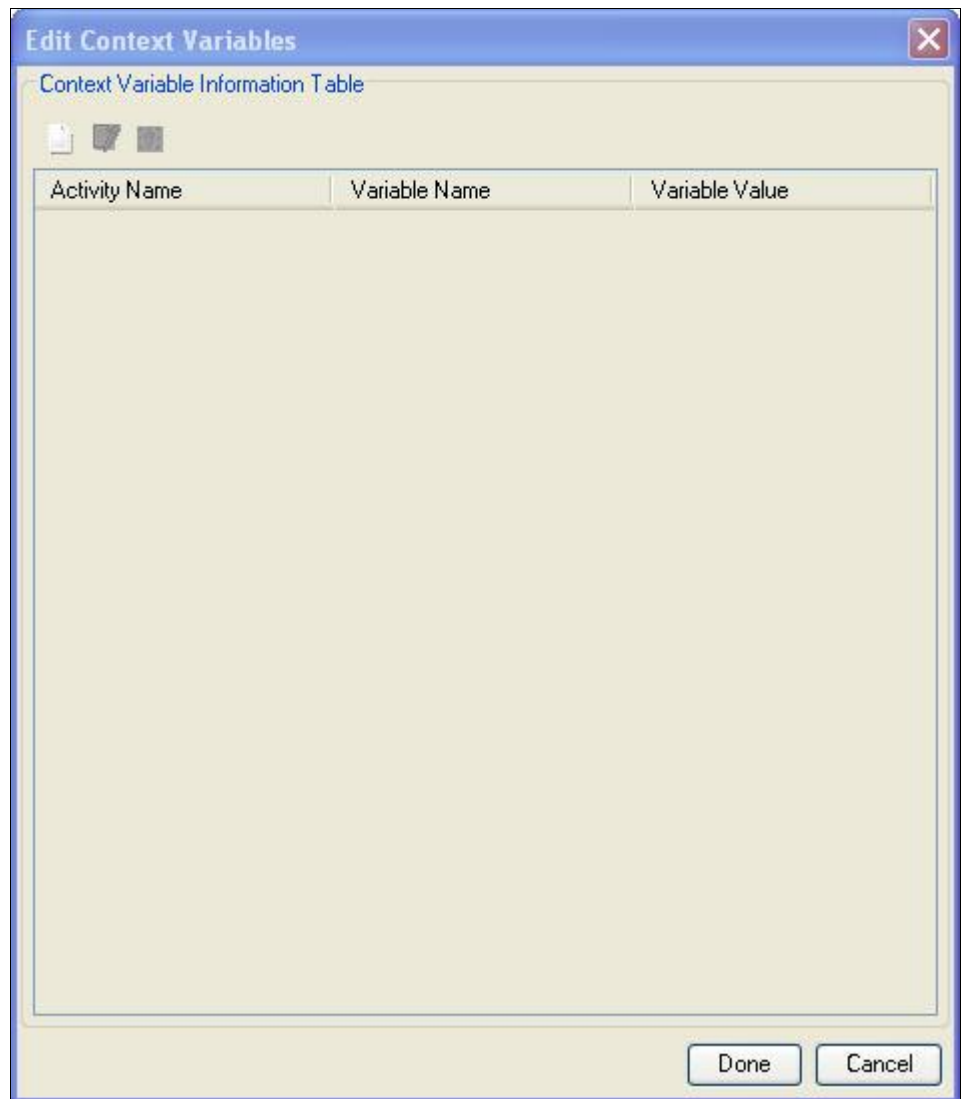 Edit Context Variables
Context Variable Information Table
Activity Name Variable Name Variable Value
Done Cancel